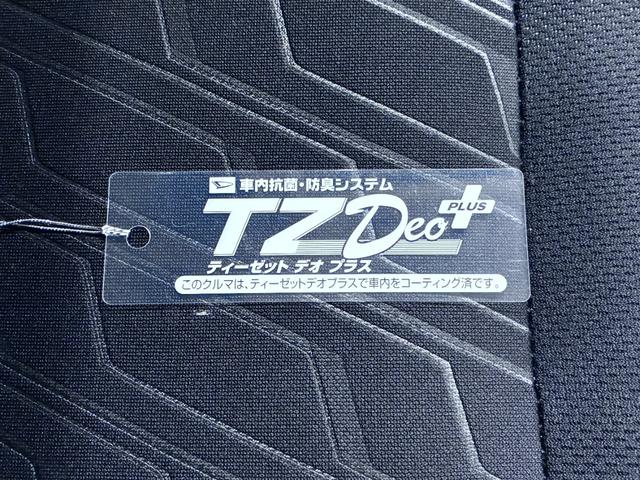 車内抗菌・防臭システム
TZ Deo PLUS
ティーゼット デオ プラス
このクルマは、ティーゼットデオプラスで車内をコーティング済です。